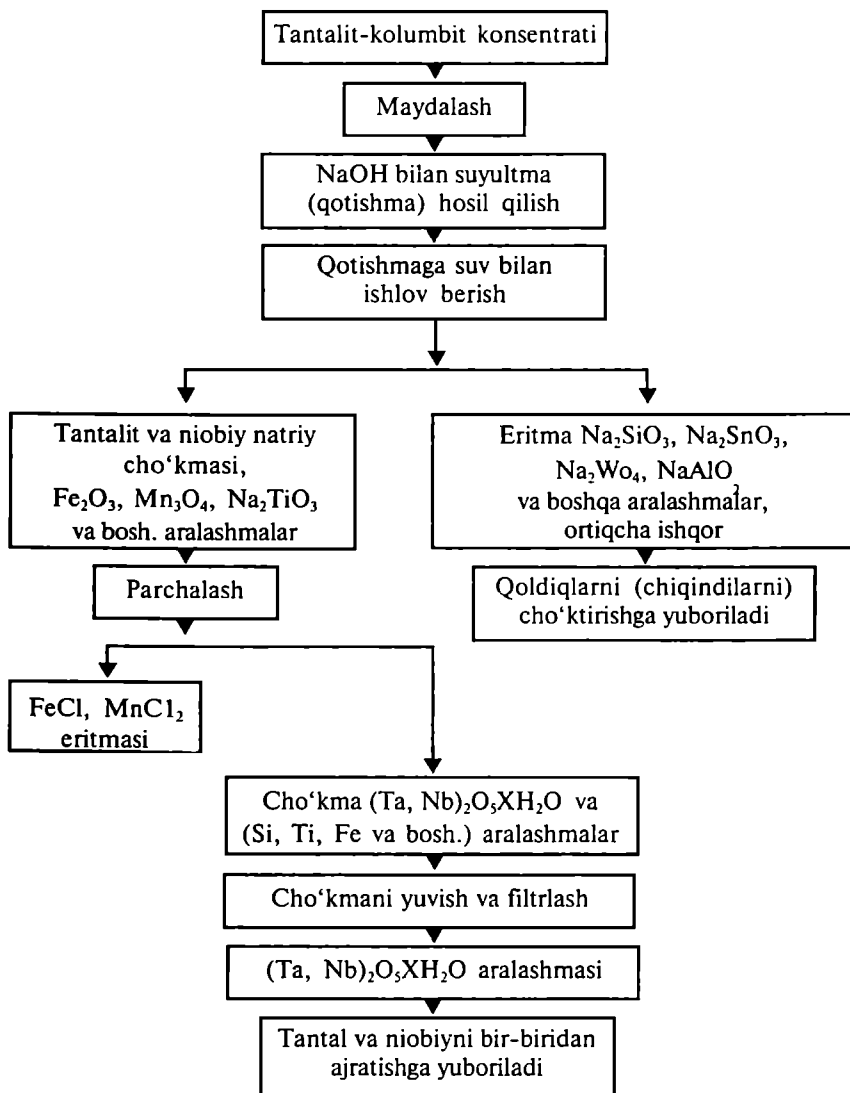 Tantalit-kolumbit konsentrati
Maydalash
NaOH bilan suyultma
(qotishma) hosil qilish
Qotishmaga suv bilan
ishlov berish
Tantalit va niobiy natriy
cho‘kmasi,
Fe₂O₃, Mn₃O₄, Na₂TiO₃
va bosh. aralashmalar
Eritma Na₂SiO₃, Na₂SnO₃,
Na₂Wo₄, NaAlO₂
va boshqa aralashmalar,
ortiqcha ishqor
Parchalash
Qoldiqlarni (chiqindilarni)
cho‘ktirishga yuboriladi
FeCl, MnC1₂
eritmasi
Cho‘kma (Ta, Nb)₂O₅XH₂O va
(Si, Ti, Fe va bosh.) aralashmalar
Cho‘kmani yuvish va filtrlash
(Ta, Nb)₂O₅XH₂O aralashmasi
Tantal va niobiyni bir-biridan
ajratishga yuboriladi